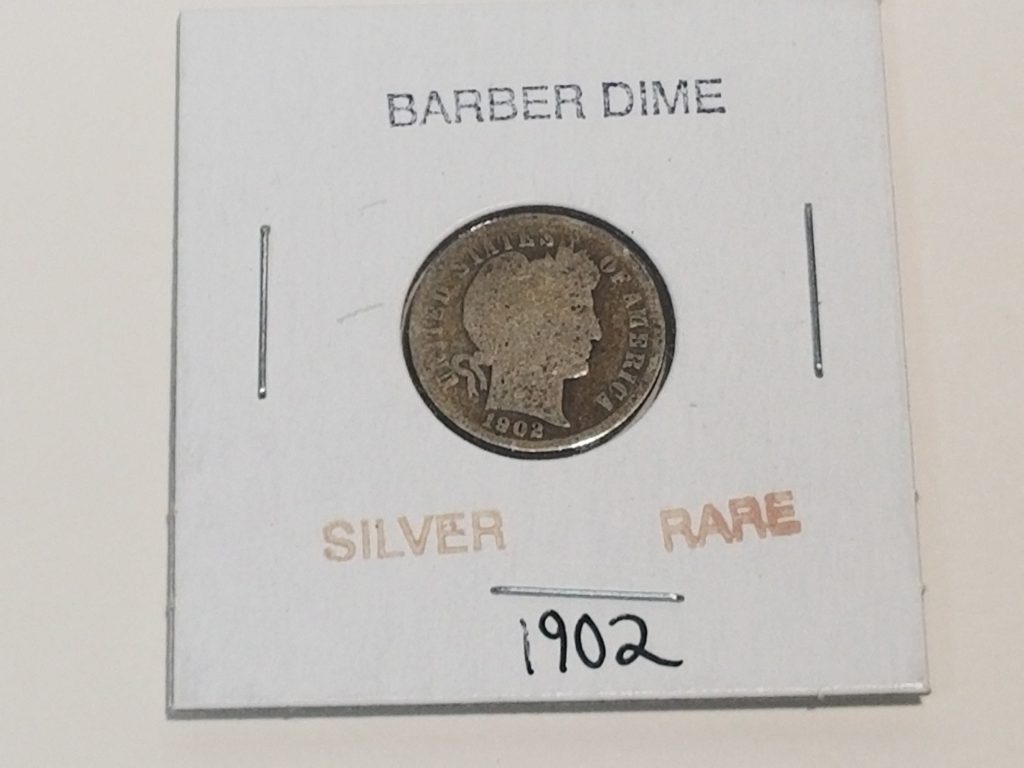 BARBER DIME
UNITED STATES OF AMERICA
1902
SILVER RARE
1902